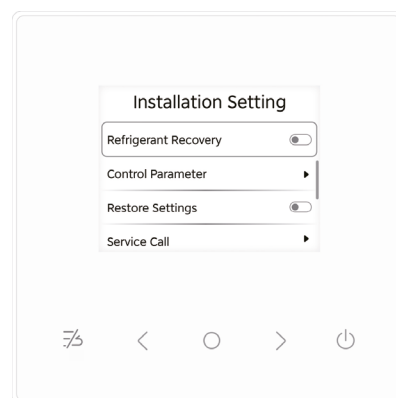 Installation Setting
Refrigerant Recovery
Control Parameter
Restore Settings
Service Call